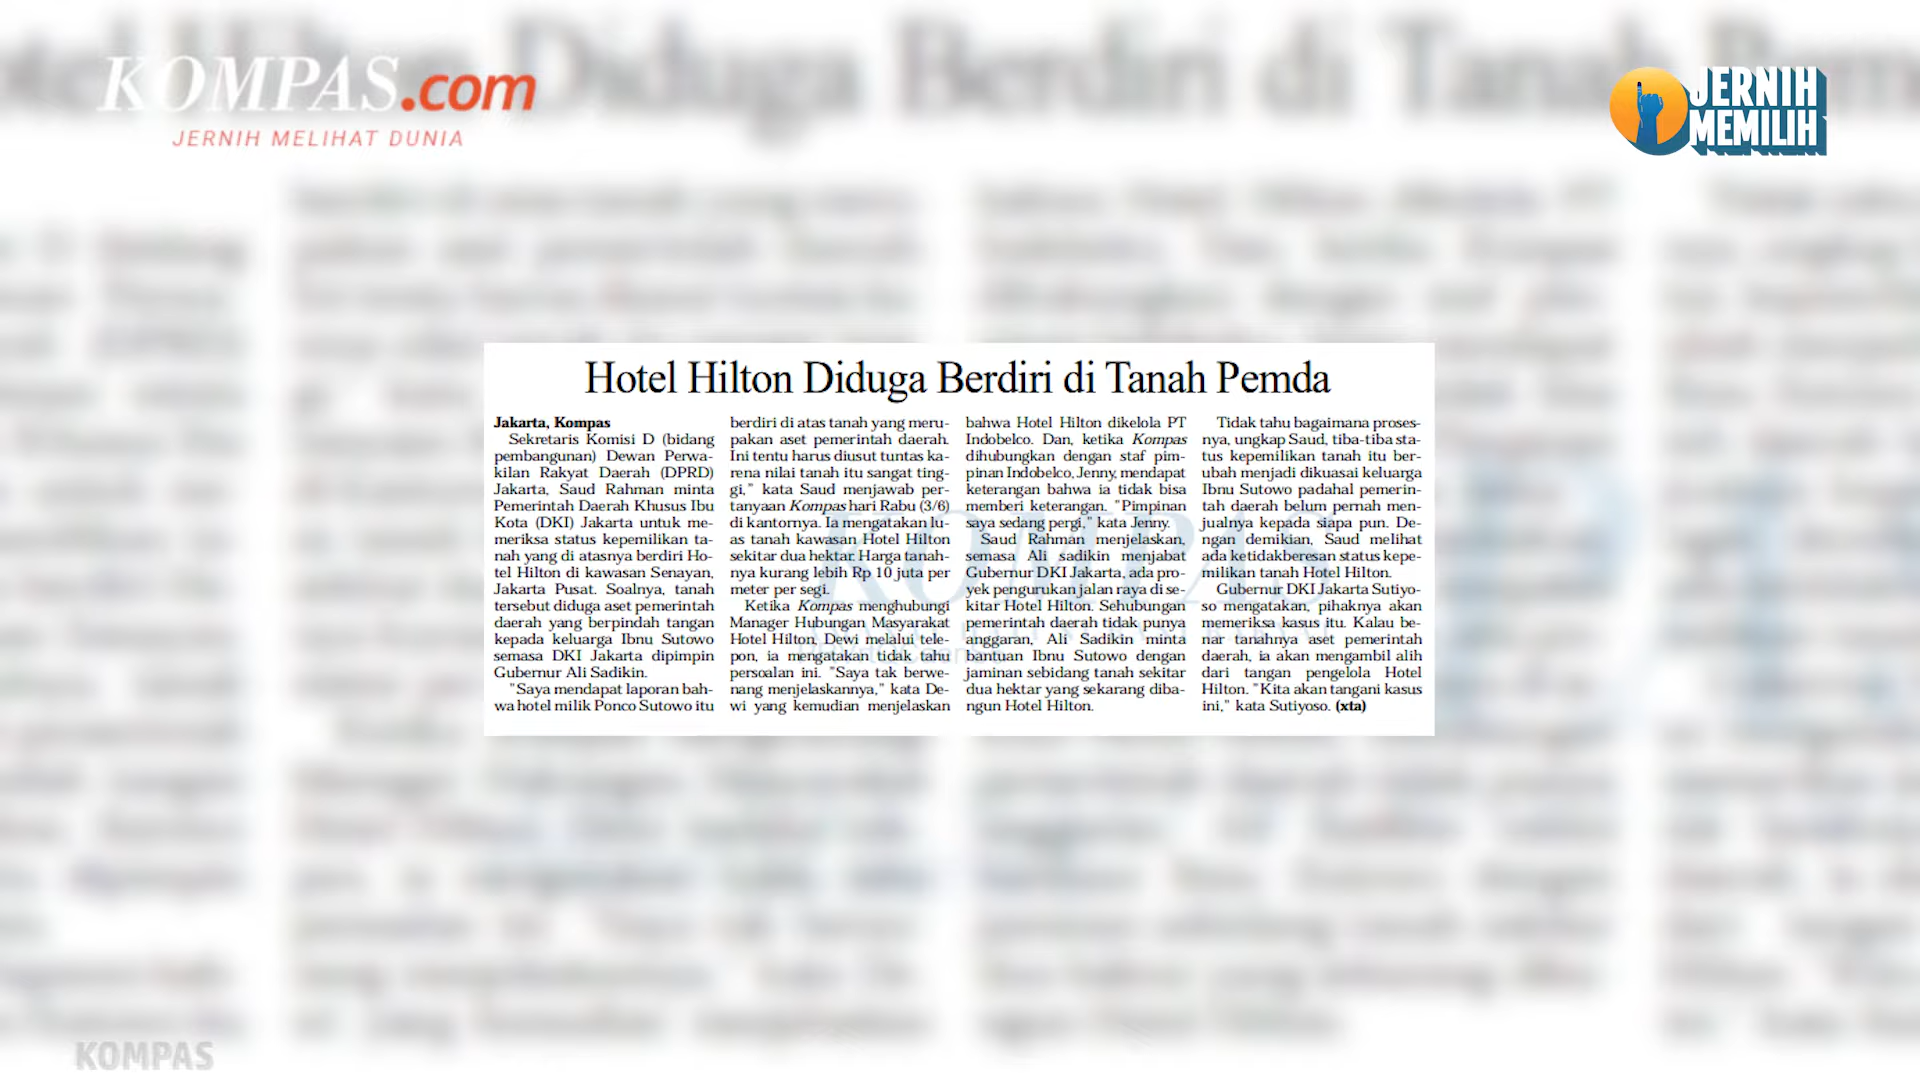 KOMPAS.com
JERNIH MELIHAT DUNIA
JERNIH
MEMILIH
Hotel Hilton Diduga Berdiri di Tanah Pemda
Jakarta, Kompas
Sekretaris Komisi D (bidang
pembangunan) Dewan Perwa-
kilan Rakyat Daerah (DPRD)
Jakarta, Saud Rahman minta
Pemerintah Daerah Khusus Ibu
Kota (DKI) Jakarta untuk me-
meriksa status kepemilikan ta-
nah yang di atasnya berdiri Ho-
tel Hilton di kawasan Senayan,
Jakarta Pusat. Soalnya, tanah
tersebut diduga aset pemerintah
daerah yang berpindah tangan
kepada keluarga Ibnu Sutowo
semasa DKI Jakarta dipimpin
Gubernur Ali Sadikin.
"Saya mendapat laporan bah-
wa hotel milik Ponco Sutowo itu
berdiri di atas tanah yang meru-
pakan aset pemerintah daerah.
Ini tentu harus diusut tuntas ka-
rena nilai tanah itu sangat ting-
gi," kata Saud menjawab per-
tanyaan Kompas hari Rabu (3/6)
di kantornya. Ia mengatakan lu-
as tanah kawasan Hotel Hilton
sekitar dua hektar. Harga tanah-
nya kurang lebih Rp 10 juta per
meter per segi.
Ketika Kompas menghubungi
Manager Hubungan Masyarakat
Hotel Hilton, Dewi melalui tele-
pon, ia mengatakan tidak tahu
persoalan ini. "Saya tak berwe-
nang menjelaskannya," kata De-
wi yang kemudian menjelaskan
bahwa Hotel Hilton dikelola PT
Indobelco. Dan, ketika Kompas
dihubungkan dengan staf pim-
pinan Indobelco, Jenny, mendapat
keterangan bahwa ia tidak bisa
memberi keterangan. "Pimpinan
saya sedang pergi," kata Jenny.
Saud Rahman menjelaskan,
semasa Ali sadikin menjabat
Gubernur DKI Jakarta, ada pro-
yek pengurukan jalan raya di se-
kitar Hotel Hilton. Sehubungan
pemerintah daerah tidak punya
anggaran, Ali Sadikin minta
bantuan Ibnu Sutowo dengan
jaminan sebidang tanah sekitar
dua hektar yang sekarang diba-
ngun Hotel Hilton.
Tidak tahu bagaimana proses-
nya, ungkap Saud, tiba-tiba sta-
tus kepemilikan tanah itu ber-
ubah menjadi dikuasai keluarga
Ibnu Sutowo padahal pemerin-
tah daerah belum pernah men-
jualnya kepada siapa pun. De-
ngan demikian, Saud melihat
ada ketidakberesan status kepe-
milikan tanah Hotel Hilton.
Gubernur DKI Jakarta Sutiyo-
so mengatakan, pihaknya akan
memeriksa kasus itu. Kalau be-
nar tanahnya aset pemerintah
daerah, ia akan mengambil alih
dari tangan pengelola Hotel
Hilton. "Kita akan tangani kasus
ini," kata Sutiyoso. (xta)
KOMPAS
KOMPAS